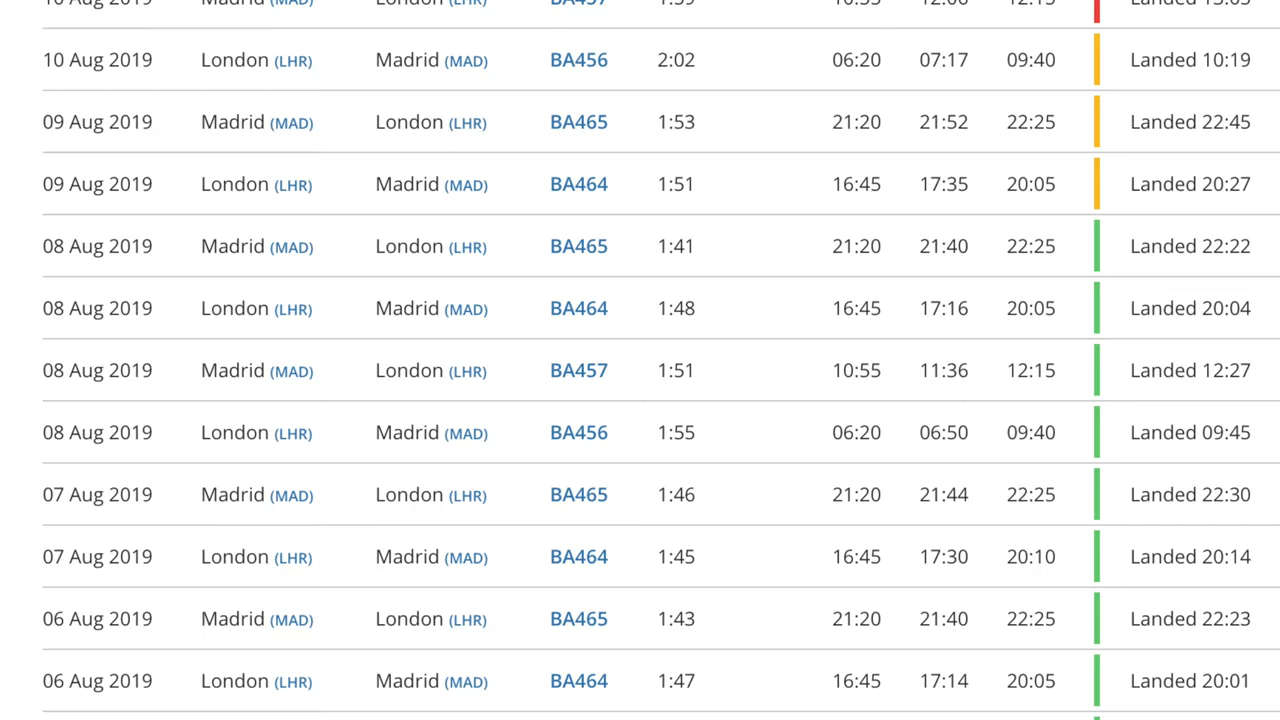 10 Aug 2019 Madrid (MAD) London (LHR) BA457 1:59 10:55 12:06 12:15 Landed 13:05
10 Aug 2019 London (LHR) Madrid (MAD) BA456 2:02 06:20 07:17 09:40 Landed 10:19
09 Aug 2019 Madrid (MAD) London (LHR) BA465 1:53 21:20 21:52 22:25 Landed 22:45
09 Aug 2019 London (LHR) Madrid (MAD) BA464 1:51 16:45 17:35 20:05 Landed 20:27
08 Aug 2019 Madrid (MAD) London (LHR) BA465 1:41 21:20 21:40 22:25 Landed 22:22
08 Aug 2019 London (LHR) Madrid (MAD) BA464 1:48 16:45 17:16 20:05 Landed 20:04
08 Aug 2019 Madrid (MAD) London (LHR) BA457 1:51 10:55 11:36 12:15 Landed 12:27
08 Aug 2019 London (LHR) Madrid (MAD) BA456 1:55 06:20 06:50 09:40 Landed 09:45
07 Aug 2019 Madrid (MAD) London (LHR) BA465 1:46 21:20 21:44 22:25 Landed 22:30
07 Aug 2019 London (LHR) Madrid (MAD) BA464 1:45 16:45 17:30 20:10 Landed 20:14
06 Aug 2019 Madrid (MAD) London (LHR) BA465 1:43 21:20 21:40 22:25 Landed 22:23
06 Aug 2019 London (LHR) Madrid (MAD) BA464 1:47 16:45 17:14 20:05 Landed 20:01